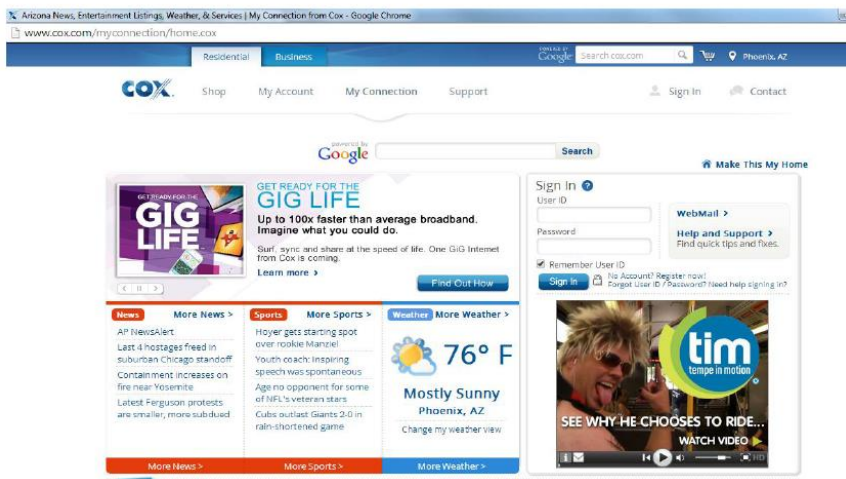 Arizona News, Entertainment Listings, Weather, & Services | My Connection from Cox - Google Chrome
www.cox.com/myconnection/home.cox
Residential Business
POWERED BY Google Search cox.com Phoenix, AZ
COX Shop My Account My Connection Support Sign In Contact
powered by
Google Search
Make This My Home
GET READY FOR THE
GIG
LIFE
GET READY FOR THE
GIG LIFE
Up to 100x faster than average broadband.
Imagine what you could do.
Surf, sync and share at the speed of life. One GiG Internet
from Cox is coming.
Learn more >
Find Out How
Sign In ?
User ID
Password
Remember User ID
Sign In
No Account? Register now!
Forgot User ID / Password? Need help signing in?
WebMail >
Help and Support >
Find quick tips and fixes.
News More News >
AP NewsAlert
Last 4 hostages freed in
suburban Chicago standoff
Containment increases on
fire near Yosemite
Latest Ferguson protests
are smaller, more subdued
More News >
Sports More Sports >
Hoyer gets starting spot
over rookie Manziel
Youth coach: Inspiring
speech was spontaneous
Age no opponent for some
of NFL's veteran stars
Cubs outlast Giants 2-0 in
rain-shortened game
More Sports >
Weather More Weather >
76° F
Mostly Sunny
Phoenix, AZ
Change my weather view
More Weather >
tim
tempe in motion
SEE WHY HE CHOOSES TO RIDE...
WATCH VIDEO
HD